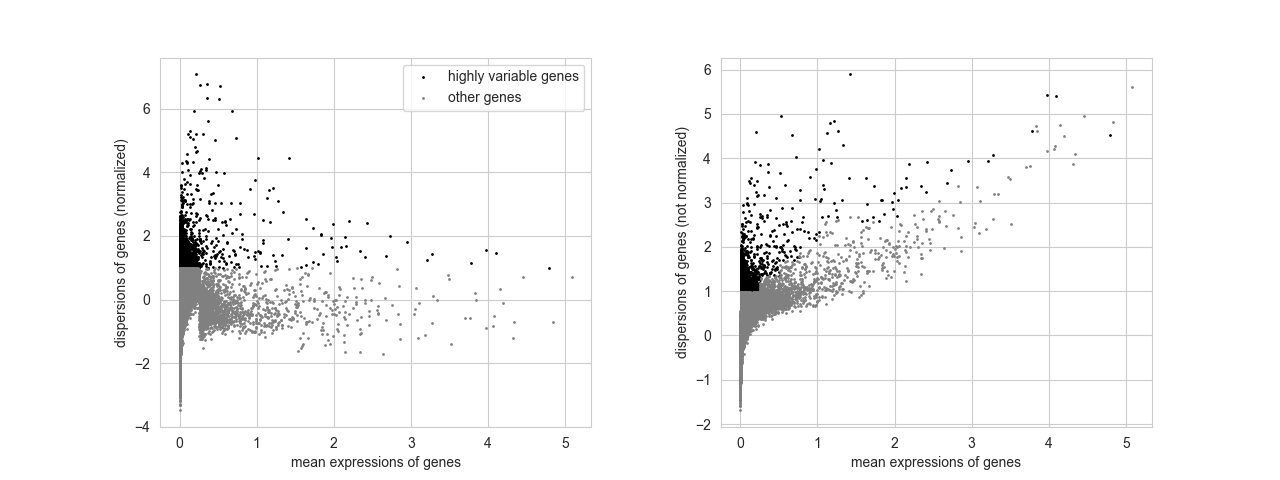 highly variable genes
other genes
dispersions of genes (normalized)
6
4
2
0
−2
−4
0 1 2 3 4 5
mean expressions of genes
dispersions of genes (not normalized)
6
5
4
3
2
1
0
−1
−2
0 1 2 3 4 5
mean expressions of genes